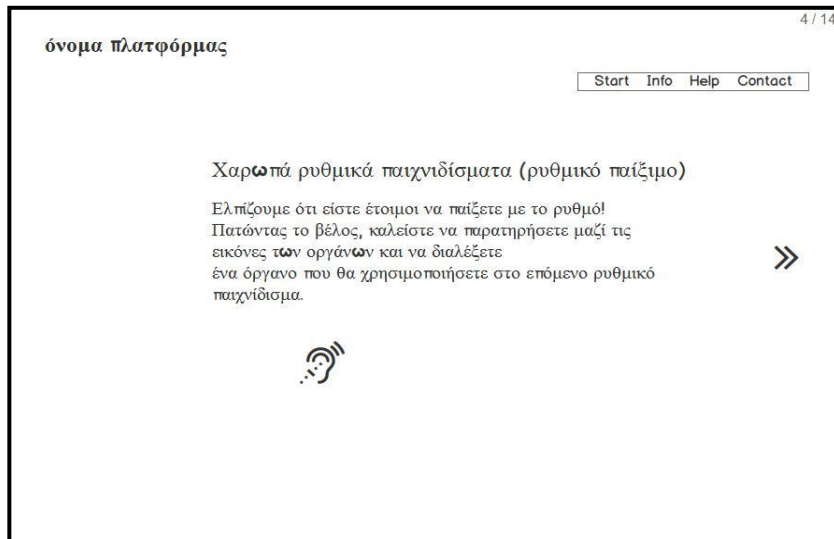 4 / 14
όνομα πλατφόρμας
Start Info Help Contact
Χαρωπά ρυθμικά παιχνιδίσματα (ρυθμικό παίξιμο)
Ελπίζουμε ότι είστε έτοιμοι να παίξετε με το ρυθμό!
Πατώντας το βέλος, καλείστε να παρατηρήσετε μαζί τις
εικόνες των οργάνων και να διαλέξετε
ένα όργανο που θα χρησιμοποιήσετε στο επόμενο ρυθμικό
παιχνίδισμα.